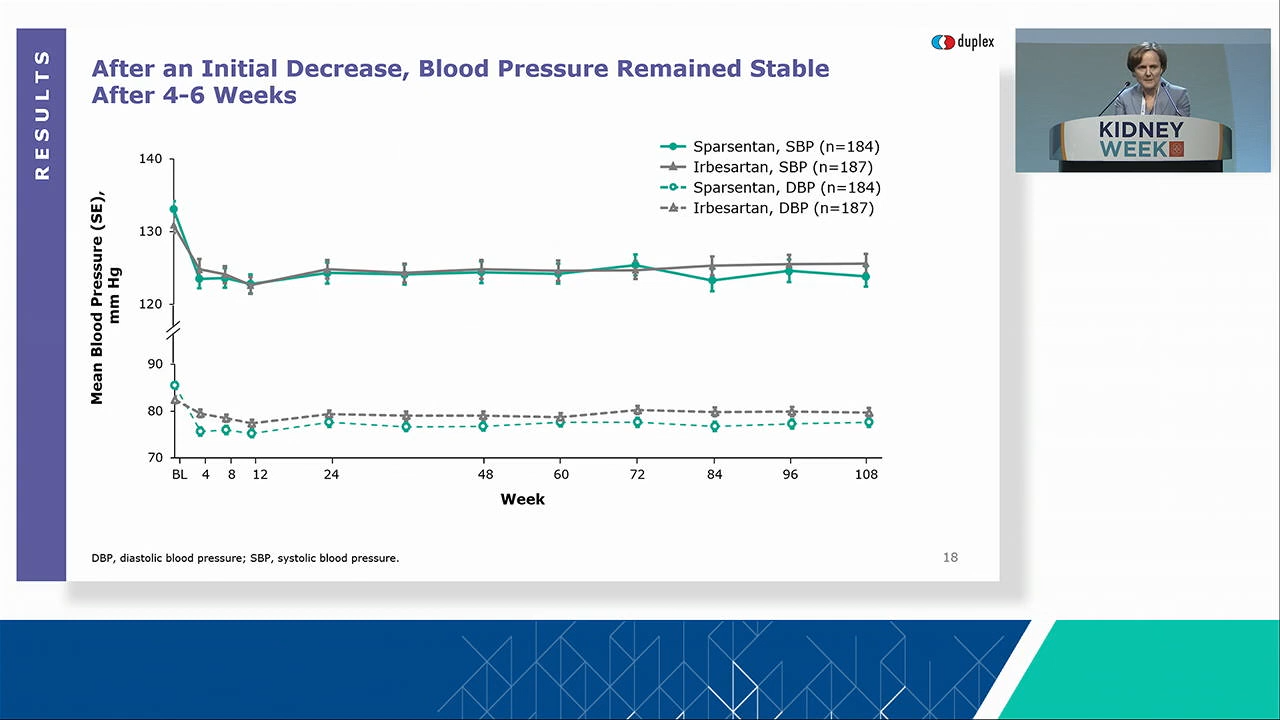 RESULTS
duplex
After an Initial Decrease, Blood Pressure Remained Stable
After 4-6 Weeks
Sparsentan, SBP (n=184)
Irbesartan, SBP (n=187)
Sparsentan, DBP (n=184)
Irbesartan, DBP (n=187)
Mean Blood Pressure (SE),
mm Hg
140
130
120
90
80
70
BL 4 8 12 24 48 60 72 84 96 108
Week
DBP, diastolic blood pressure; SBP, systolic blood pressure.
18
KIDNEY
WEEK